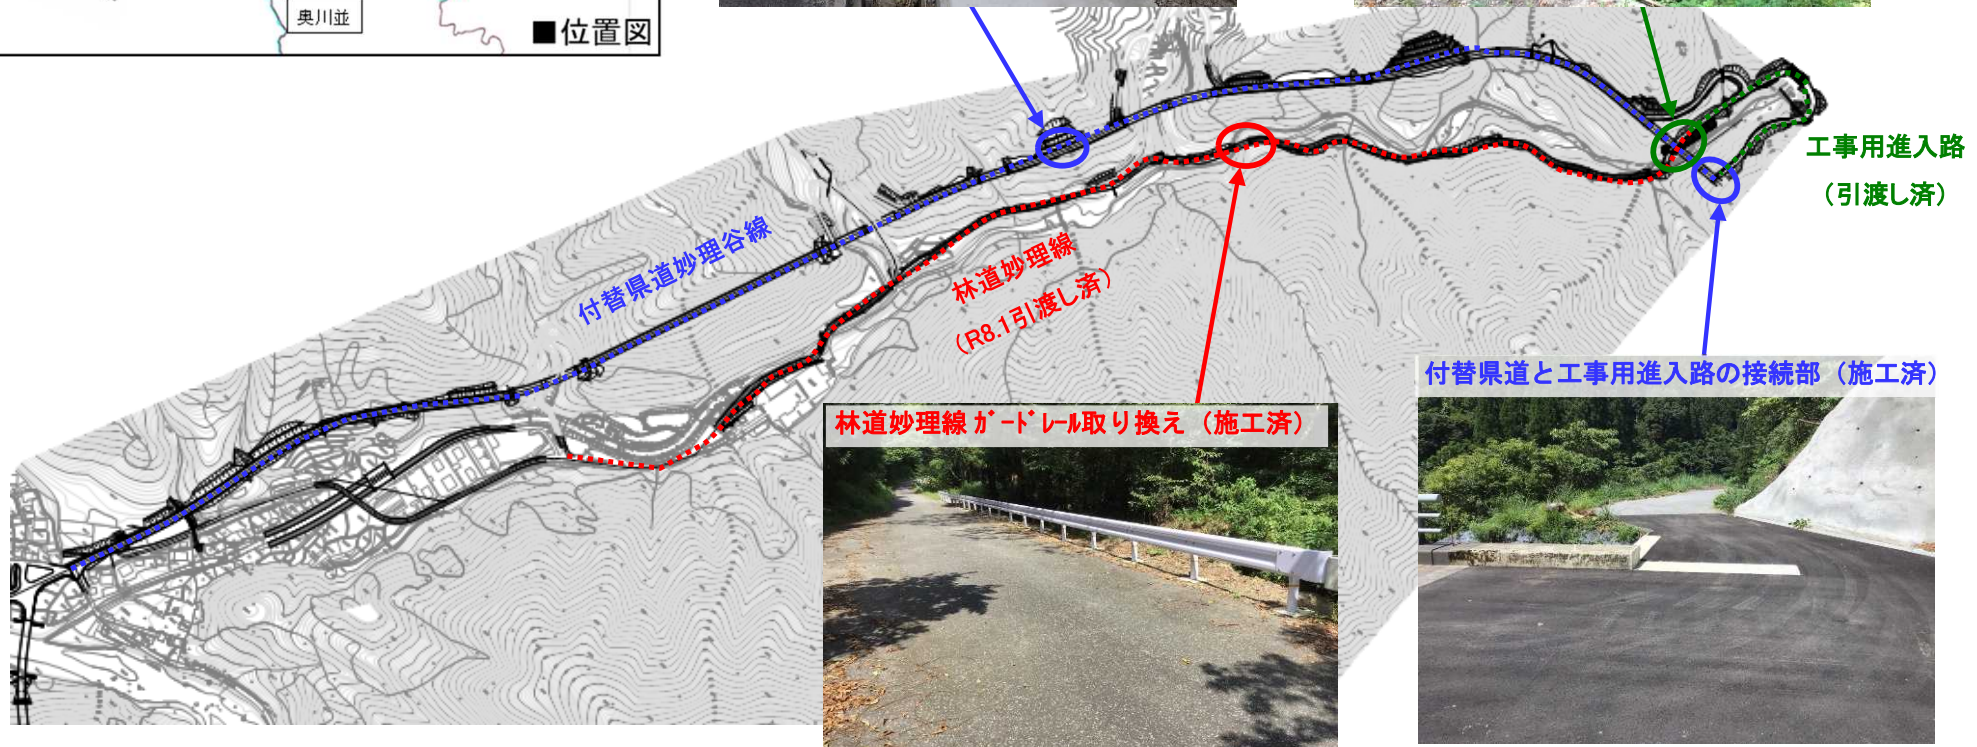 奥川並
■位置図
工事用進入路
（引渡し済）
付替県道妙理谷線
林道妙理線
（R8.1引渡し済）
付替県道と工事用進入路の接続部（施工済）
林道妙理線ｶﾞｰﾄﾞﾚｰﾙ取り換え（施工済）